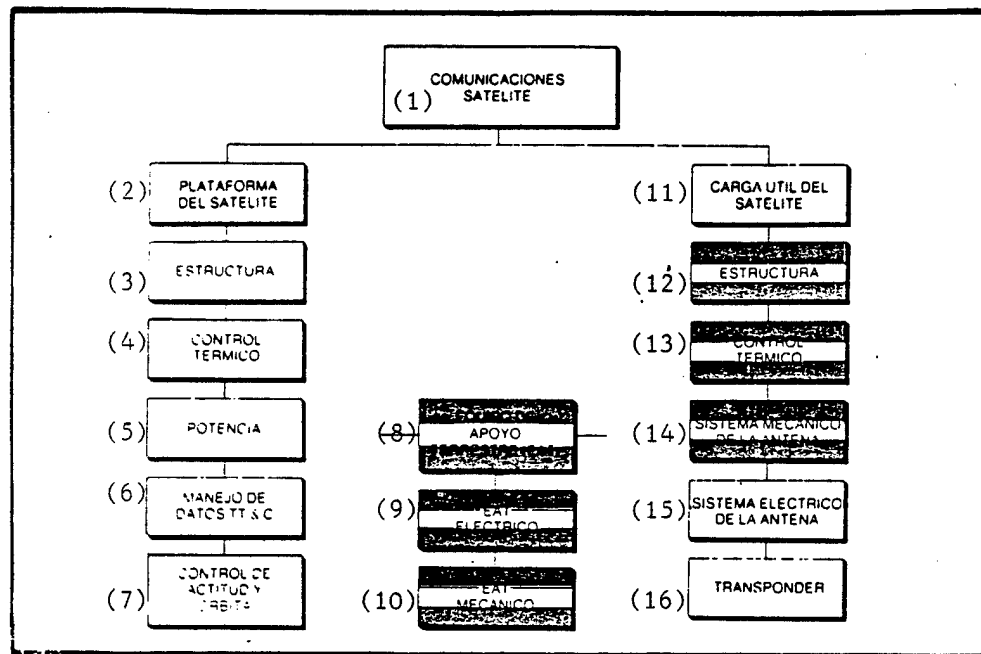 COMUNICACIONES
SATELITE
(1)
(2)
PLATAFORMA
DEL SATELITE
(3)
ESTRUCTURA
(4)
CONTROL
TERMICO
(5)
POTENCIA
(6)
MANEJO DE
DATOS TT & C
(7)
CONTROL DE
ACTITUD Y
ORBITA
(8)
APOYO
(9)
EAT
ELECTRICO
(10)
EAT
MECANICO
(11)
CARGA UTIL DEL
SATELITE
(12)
ESTRUCTURA
(13)
CONTROL
TERMICO
(14)
SISTEMA MECANICO
DE LA ANTENA
(15)
SISTEMA ELECTRICO
DE LA ANTENA
(16)
TRANSPONDER